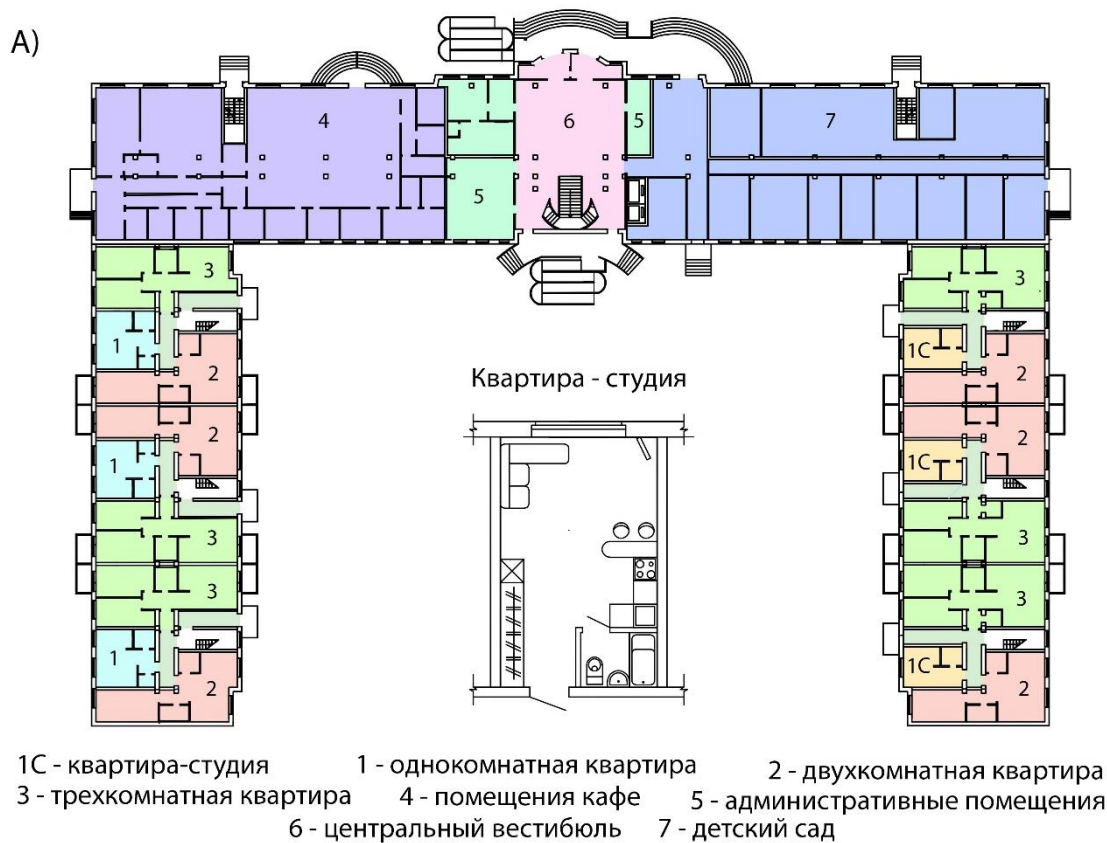 А)
4
6
5
7
5
3
3
1
1С
2
2
Квартира - студия
2
2
1
1С
3
3
3
3
1
1С
2
2
1С - квартира-студия 1 - однокомнатная квартира 2 - двухкомнатная квартира
3 - трехкомнатная квартира 4 - помещения кафе 5 - административные помещения
6 - центральный вестибюль 7 - детский сад